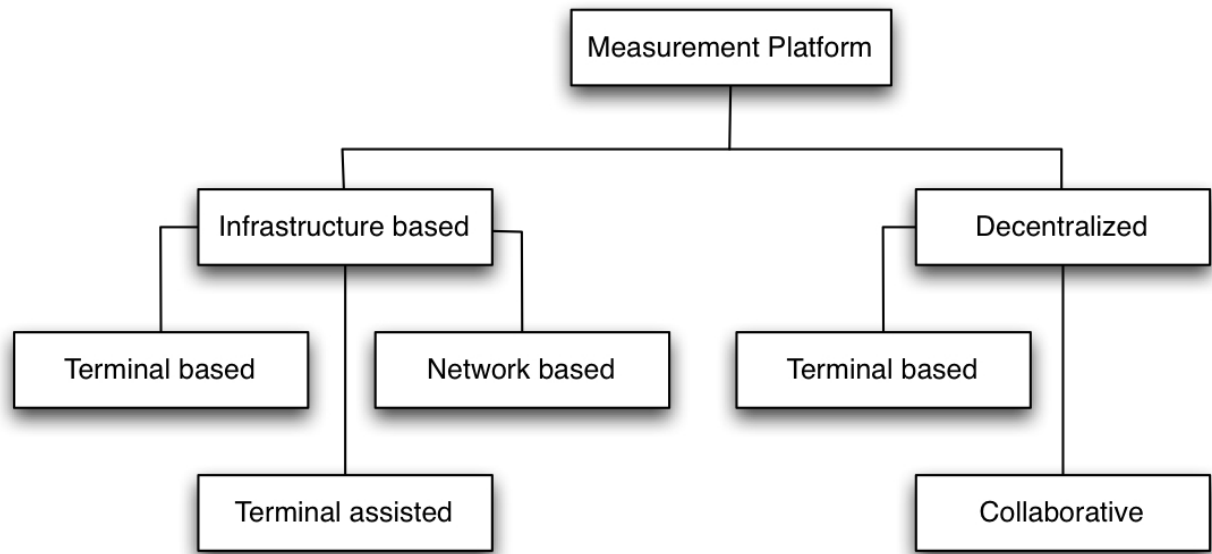 Measurement Platform
Infrastructure based
Decentralized
Terminal based
Network based
Terminal based
Terminal assisted
Collaborative